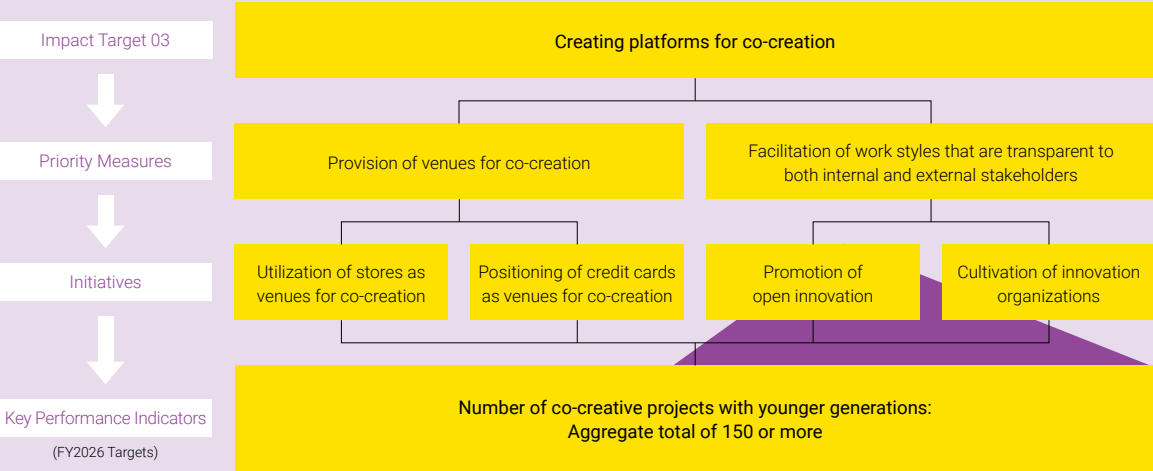 Impact Target 03
Creating platforms for co-creation
Priority Measures
Provision of venues for co-creation
Facilitation of work styles that are transparent to
both internal and external stakeholders
Initiatives
Utilization of stores as
venues for co-creation
Positioning of credit cards
as venues for co-creation
Promotion of
open innovation
Cultivation of innovation
organizations
Key Performance Indicators
(FY2026 Targets)
Number of co-creative projects with younger generations:
Aggregate total of 150 or more